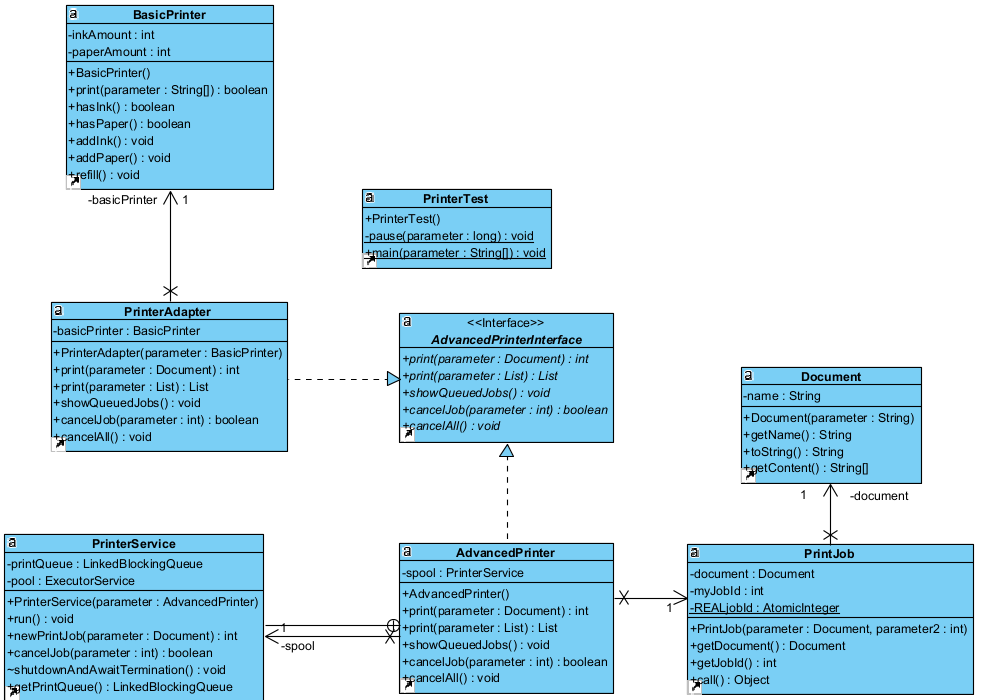 a
BasicPrinter
-inkAmount : int
-paperAmount : int
+BasicPrinter()
+print(parameter : String[]) : boolean
+hasInk() : boolean
+hasPaper() : boolean
+addInk() : void
+addPaper() : void
+refill() : void
-basicPrinter
1
a
PrinterTest
+PrinterTest()
-pause(parameter : long) : void
+main(parameter : String[]) : void
a
PrinterAdapter
-basicPrinter : BasicPrinter
+PrinterAdapter(parameter : BasicPrinter)
+print(parameter : Document) : int
+print(parameter : List) : List
+showQueuedJobs() : void
+cancelJob(parameter : int) : boolean
+cancelAll() : void
a
<<Interface>>
AdvancedPrinterInterface
+print(parameter : Document) : int
+print(parameter : List) : List
+showQueuedJobs() : void
+cancelJob(parameter : int) : boolean
+cancelAll() : void
a
Document
-name : String
+Document(parameter : String)
+getName() : String
+toString() : String
+getContent() : String[]
1
-document
a
PrinterService
-printQueue : LinkedBlockingQueue
-pool : ExecutorService
+PrinterService(parameter : AdvancedPrinter)
+run() : void
+newPrintJob(parameter : Document) : int
+cancelJob(parameter : int) : boolean
~shutdownAndAwaitTermination() : void
+getPrintQueue() : LinkedBlockingQueue
1
-spool
a
AdvancedPrinter
-spool : PrinterService
+AdvancedPrinter()
+print(parameter : Document) : int
+print(parameter : List) : List
+showQueuedJobs() : void
+cancelJob(parameter : int) : boolean
+cancelAll() : void
1
a
PrintJob
-document : Document
-myJobId : int
-REALjobId : AtomicInteger
+PrintJob(parameter : Document, parameter2 : int)
+getDocument() : Document
+getJobId() : int
+call() : Object